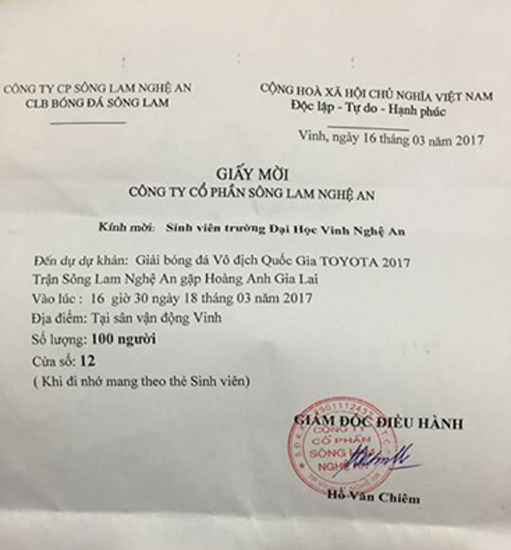 CÔNG TY CP SÔNG LAM NGHỆ AN
CLB BÓNG ĐÁ SÔNG LAM
CỘNG HOÀ XÃ HỘI CHỦ NGHĨA VIỆT NAM
Độc lập - Tự do - Hạnh phúc
Vinh, ngày 16 tháng 03 năm 2017
GIẤY MỜI
CÔNG TY CỔ PHẦN SÔNG LAM NGHỆ AN
Kính mời: Sinh viên trường Đại Học Vinh Nghệ An
Đến dự dự khán: Giải bóng đá Vô địch Quốc Gia TOYOTA 2017
Trận Sông Lam Nghệ An gặp Hoàng Anh Gia Lai
Vào lúc : 16 giờ 30 ngày 18 tháng 03 năm 2017
Địa điểm: Tại sân vận động Vinh
Số lượng: 100 người
Cửa số: 12
( Khi đi nhớ mang theo thẻ Sinh viên)
GIÁM ĐỐC ĐIỀU HÀNH
CÔNG TY
CỔ PHẦN
SÔNG LAM
NGHỆ AN
Hồ Văn Chiêm